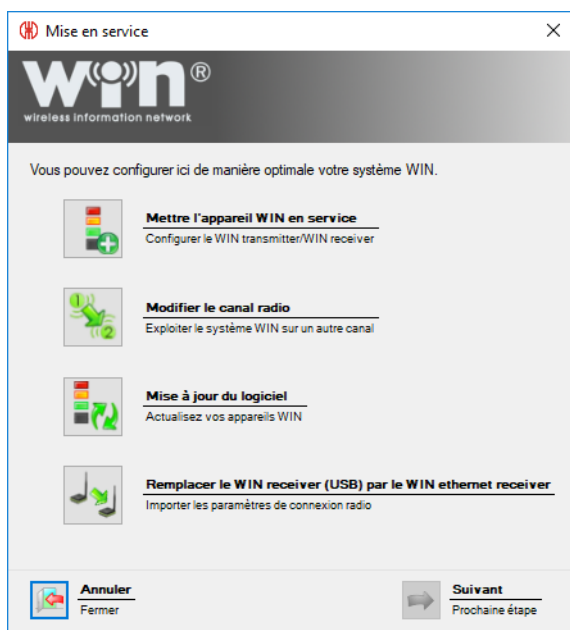 Mise en service
WIN®
wireless information network
Vous pouvez configurer ici de manière optimale votre système WIN.
Mettre l'appareil WIN en service
Configurer le WIN transmitter/WIN receiver
1
2
Modifier le canal radio
Exploiter le système WIN sur un autre canal
Mise à jour du logiciel
Actualisez vos appareils WIN
Remplacer le WIN receiver (USB) par le WIN ethernet receiver
Importer les paramètres de connexion radio
Annuler
Fermer
Suivant
Prochaine étape